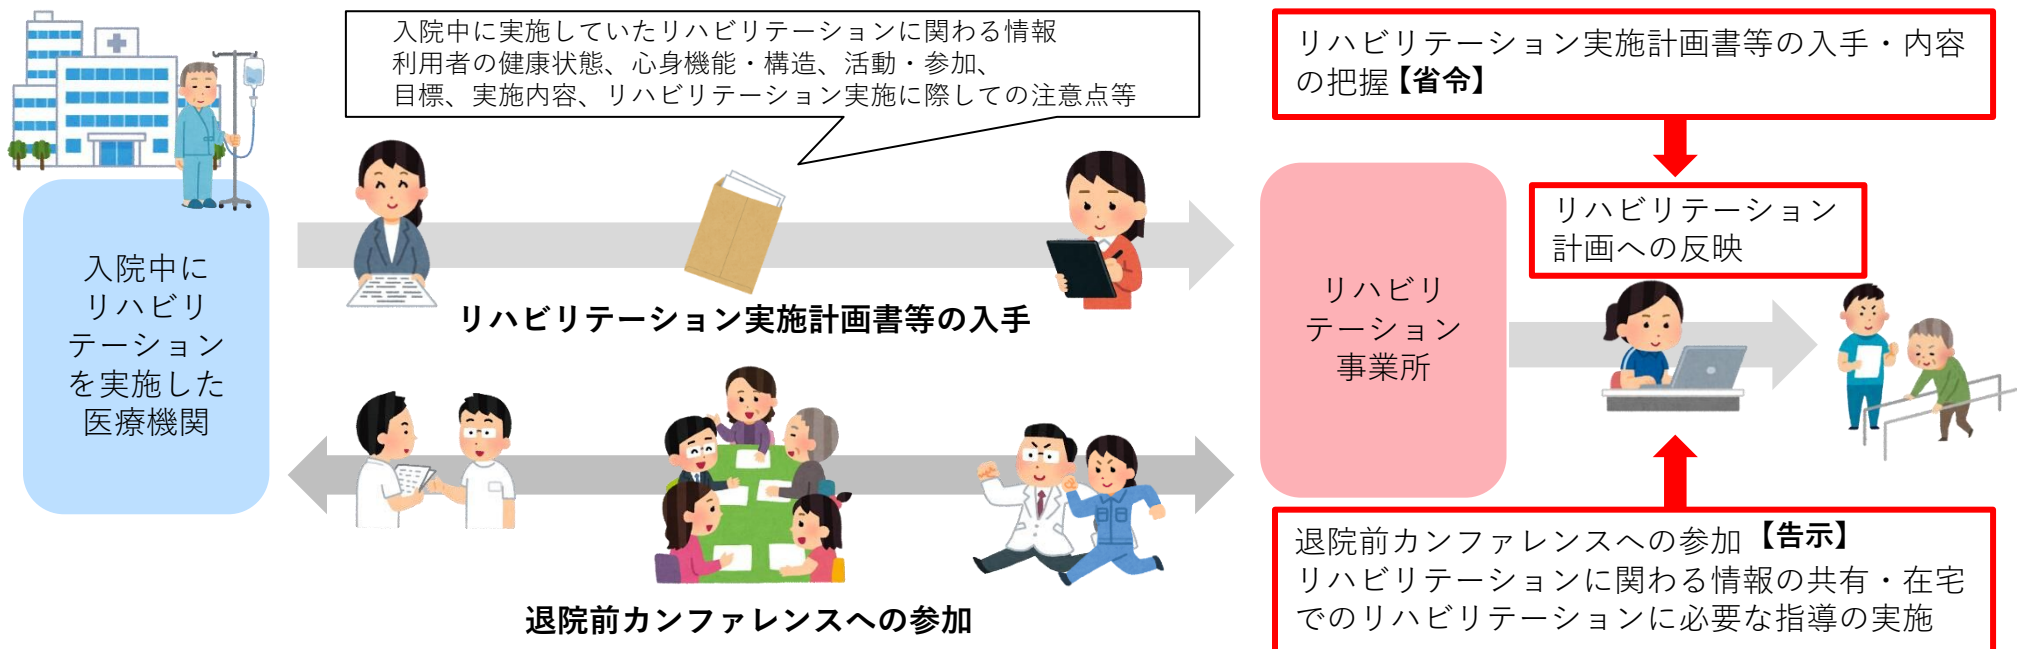 入院中に実施していたリハビリテーションに関わる情報
利用者の健康状態、心身機能・構造、活動・参加、
目標、実施内容、リハビリテーション実施に際しての注意点等
リハビリテーション実施計画書等の入手・内容
の把握【省令】
入院中に
リハビリ
テーション
を実施した
医療機関
リハビリテーション実施計画書等の入手
リハビリ
テーション
事業所
リハビリテーション
計画への反映
退院前カンファレンスへの参加
退院前カンファレンスへの参加【告示】
リハビリテーションに関わる情報の共有・在宅
でのリハビリテーションに必要な指導の実施